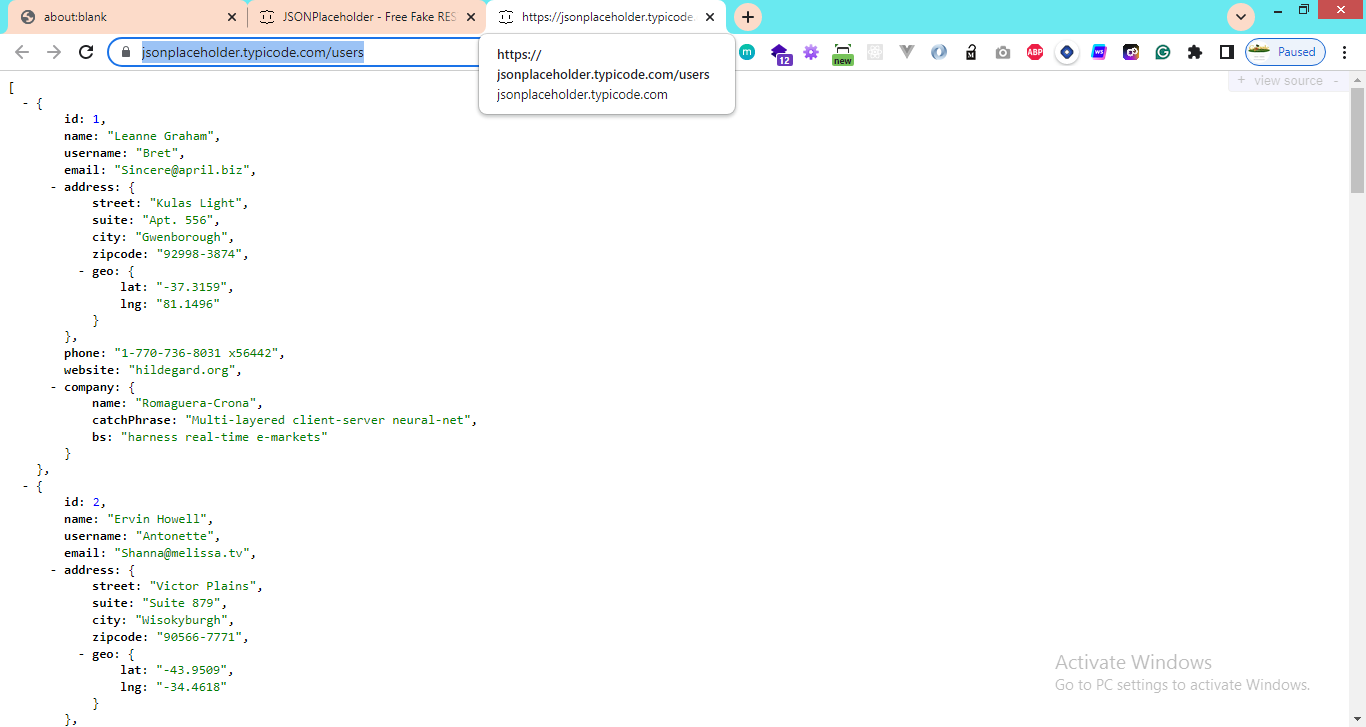 about:blank
JSONPlaceholder - Free Fake RES
https://jsonplaceholder.typicode.
jsonplaceholder.typicode.com/users
m
12
new
M
ABP
WS
G
Paused
https://
jsonplaceholder.typicode.com/users
jsonplaceholder.typicode.com
+ view source -
[
- {
id: 1,
name: "Leanne Graham",
username: "Bret",
email: "Sincere@april.biz",
- address: {
street: "Kulas Light",
suite: "Apt. 556",
city: "Gwenborough",
zipcode: "92998-3874",
- geo: {
lat: "-37.3159",
lng: "81.1496"
}
},
phone: "1-770-736-8031 x56442",
website: "hildegard.org",
- company: {
name: "Romaguera-Crona",
catchPhrase: "Multi-layered client-server neural-net",
bs: "harness real-time e-markets"
}
},
- {
id: 2,
name: "Ervin Howell",
username: "Antonette",
email: "Shanna@melissa.tv",
- address: {
street: "Victor Plains",
suite: "Suite 879",
city: "Wisokyburgh",
zipcode: "90566-7771",
- geo: {
lat: "-43.9509",
lng: "-34.4618"
}
},
Activate Windows
Go to PC settings to activate Windows.